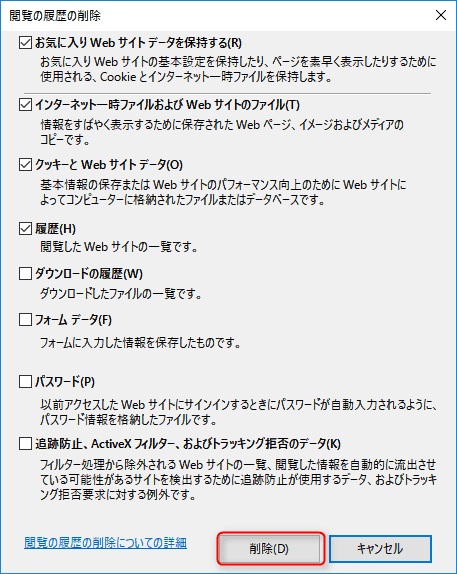 閲覧の履歴の削除
お気に入り Web サイト データを保持する(R)
お気に入り Web サイトの基本設定を保持したり、ページを素早く表示したりするために
使用される、Cookie とインターネット一時ファイルを保持します。
インターネット一時ファイルおよび Web サイトのファイル(T)
情報をすばやく表示するために保存された Web ページ、イメージおよびメディアの
コピーです。
クッキーと Web サイト データ(O)
基本情報の保存または Web サイトのパフォーマンス向上のために Web サイトに
よってコンピューターに格納されたファイルまたはデータベースです。
履歴(H)
閲覧した Web サイトの一覧です。
ダウンロードの履歴(W)
ダウンロードしたファイルの一覧です。
フォーム データ(F)
フォームに入力した情報を保存したものです。
パスワード(P)
以前アクセスした Web サイトにサインインするときにパスワードが自動入力されるように、
パスワード情報を格納したファイルです。
追跡防止、ActiveX フィルター、およびトラッキング拒否のデータ(K)
フィルター処理から除外される Web サイトの一覧、閲覧した情報を自動的に流出させ
ている可能性があるサイトを検出するために追跡防止が使用するデータ、およびトラッキ
ング拒否要求に対する例外です。
閲覧の履歴の削除についての詳細
削除(D)
キャンセル